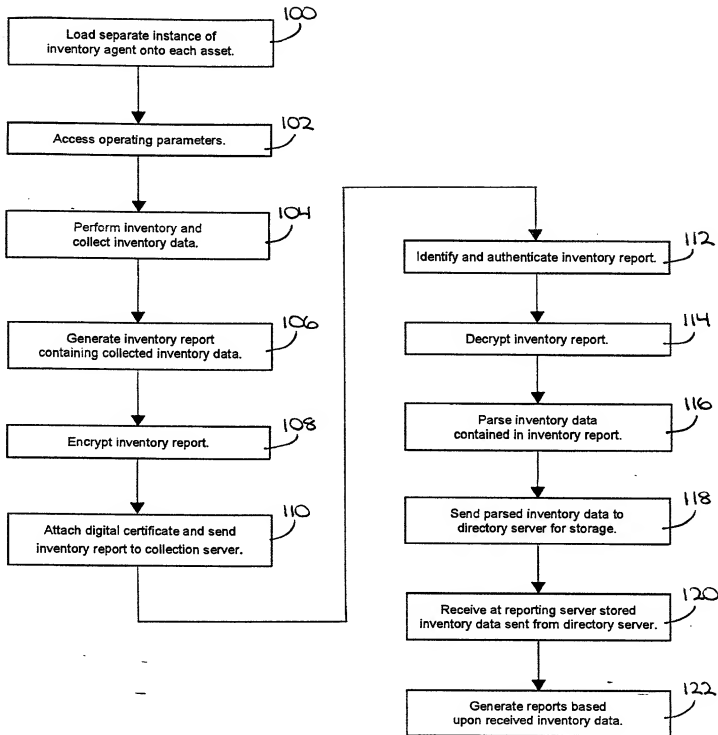 100
Load separate instance of
inventory agent onto each asset.
102
Access operating parameters.
104
Perform inventory and
collect inventory data.
106
Generate inventory report
containing collected inventory data.
108
Encrypt inventory report.
110
Attach digital certificate and send
inventory report to collection server.
112
Identify and authenticate inventory report.
114
Decrypt inventory report.
116
Parse inventory data
contained in inventory report.
118
Send parsed inventory data to
directory server for storage.
120
Receive at reporting server stored
inventory data sent from directory server.
122
Generate reports based
upon received inventory data.